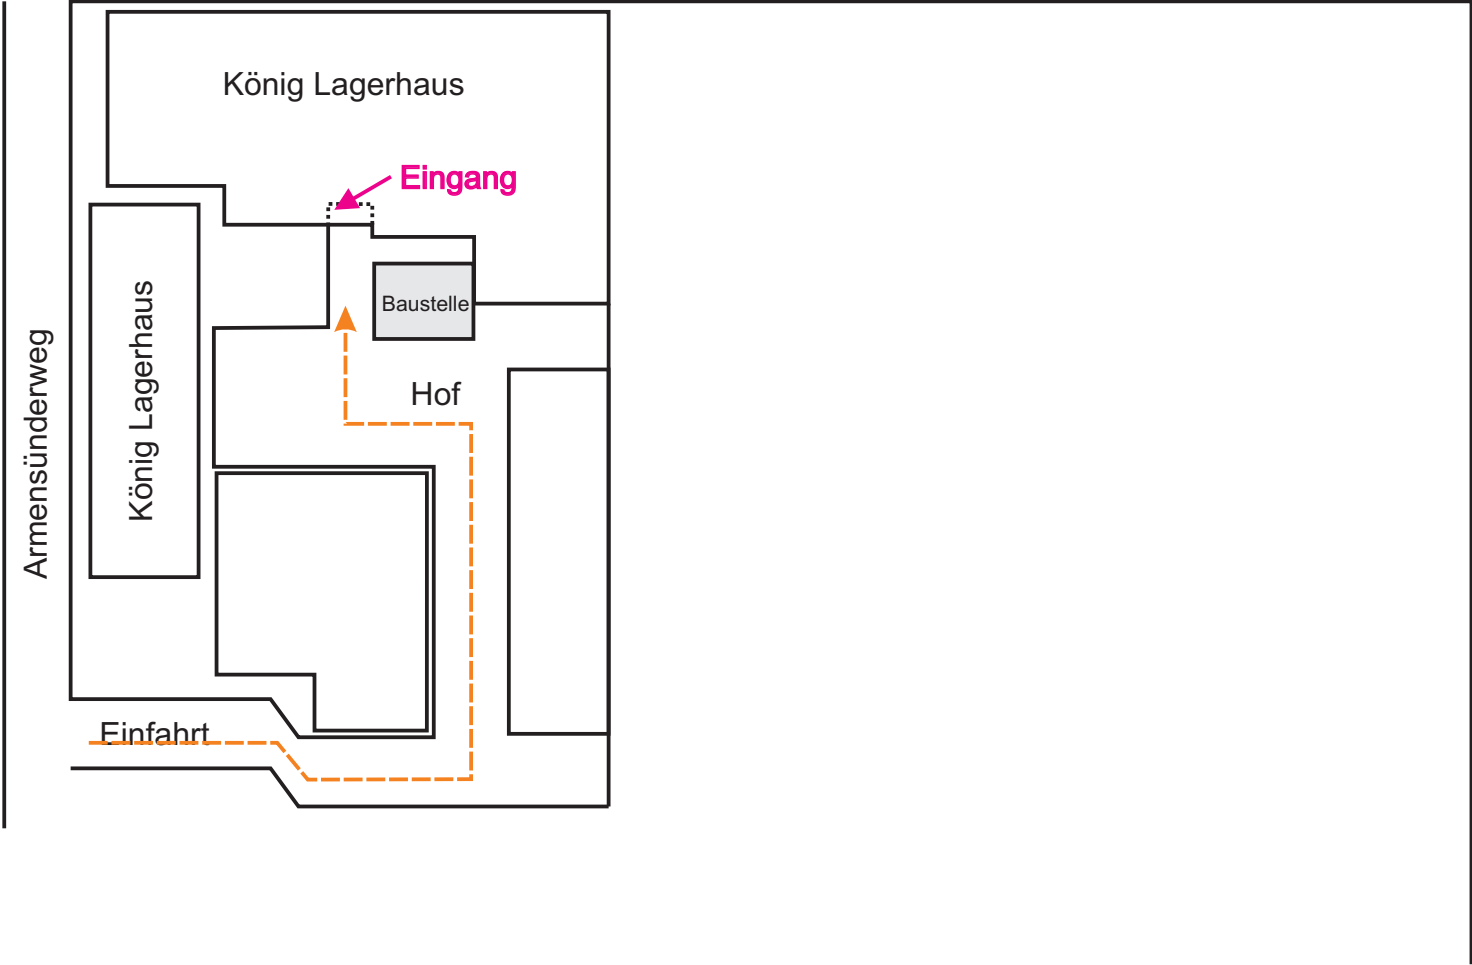 König Lagerhaus
Eingang
Baustelle
König Lagerhaus
Armensünderweg
Hof
Einfahrt